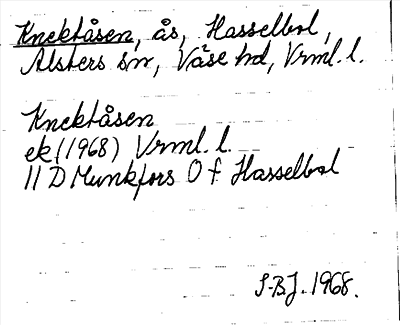 Knektåsen, ås, Hasselbol,
Alsters sn, Väse hd, Vrml. l.
Knektåsen
ek (1968) Vrml. l.
11 D Munkfors O f Hasselbol
S-BJ. 1968.